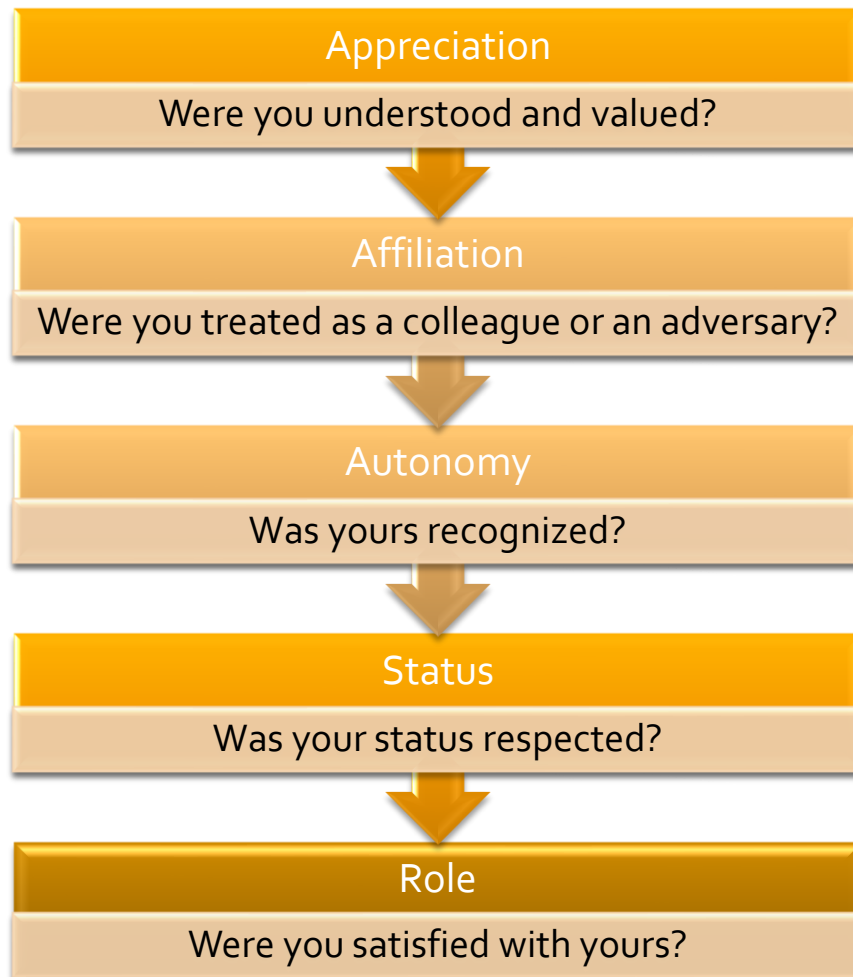 Appreciation
Were you understood and valued?
Affiliation
Were you treated as a colleague or an adversary?
Autonomy
Was yours recognized?
Status
Was your status respected?
Role
Were you satisfied with yours?